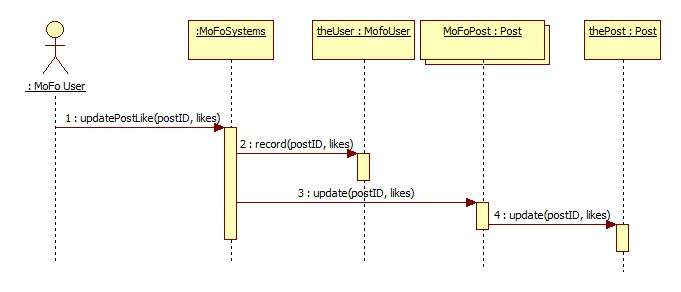 :MoFoSystems
theUser : MofoUser
MoFoPost : Post
thePost : Post
: MoFo User
1 : updatePostLike(postID, likes)
2 : record(postID, likes)
3 : update(postID, likes)
4 : update(postID, likes)